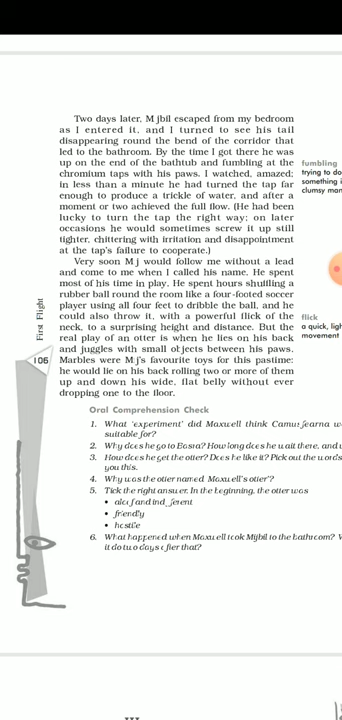 Two days later, Mijbil escaped from my bedroom
as I entered it, and I turned to see his tail
disappearing round the bend of the corridor that
led to the bathroom. By the time I got there he was
up on the end of the bathtub and fumbling at the
chromium taps with his paws. I watched, amazed;
in less than a minute he had turned the tap far
enough to produce a trickle of water, and after a
moment or two achieved the full flow. (He had been
lucky to turn the tap the right way; on later
occasions he would sometimes screw it up still
tighter, chittering with irritation and disappointment
at the tap's failure to cooperate.)
Very soon Mij would follow me without a lead
and come to me when I called his name. He spent
most of his time in play. He spent hours shuffling a
rubber ball round the room like a four-footed soccer
player using all four feet to dribble the ball, and he
could also throw it, with a powerful flick of the
neck, to a surprising height and distance. But the
real play of an otter is when he lies on his back
and juggles with small objects between his paws.
Marbles were Mij's favourite toys for this pastime:
he would lie on his back rolling two or more of them
up and down his wide, flat belly without ever
dropping one to the floor.
fumbling
trying to do
something i
clumsy man
flick
a quick, ligh
movement
First Flight
106
Oral Comprehension Check
1. What 'experiment' did Maxwell think Camusfearna w
suitable for?
2. Why does he go to Basra? How long does he wait there, and w
3. How does he get the otter? Does he like it? Pick out the words
you this.
4. Why was the otter named 'Maxwell's otter'?
5. Tick the right answer. In the beginning, the otter was
• aloof and indifferent
• friendly
• hostile
6. What happened when Maxwell took Mijbil to the bathroom? W
it do two days after that?
III